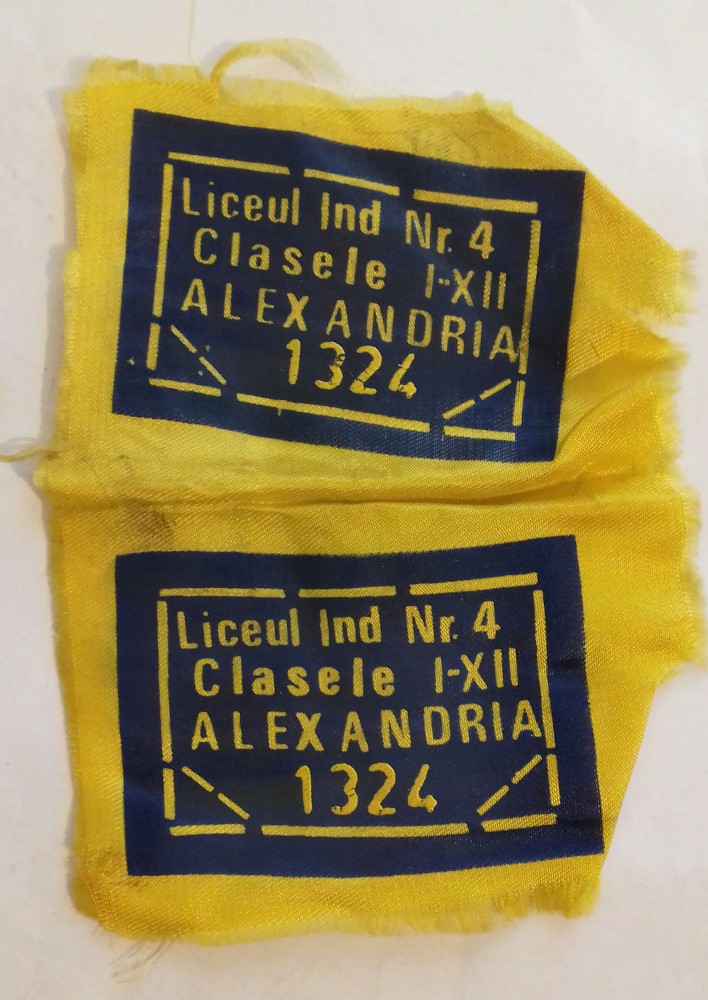 Liceul Ind Nr. 4
Clasele I-XII
ALEXANDRIA
1324
Liceul Ind Nr. 4
Clasele I-XII
ALEXANDRIA
1324